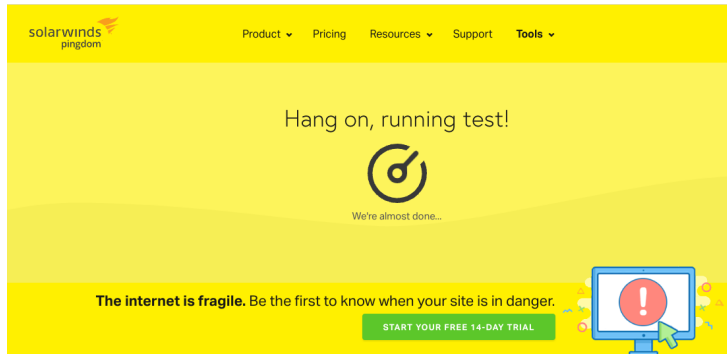 solarwinds
pingdom
Product Pricing Resources Support Tools
Hang on, running test!
We're almost done...
The internet is fragile. Be the first to know when your site is in danger.
START YOUR FREE 14-DAY TRIAL
!